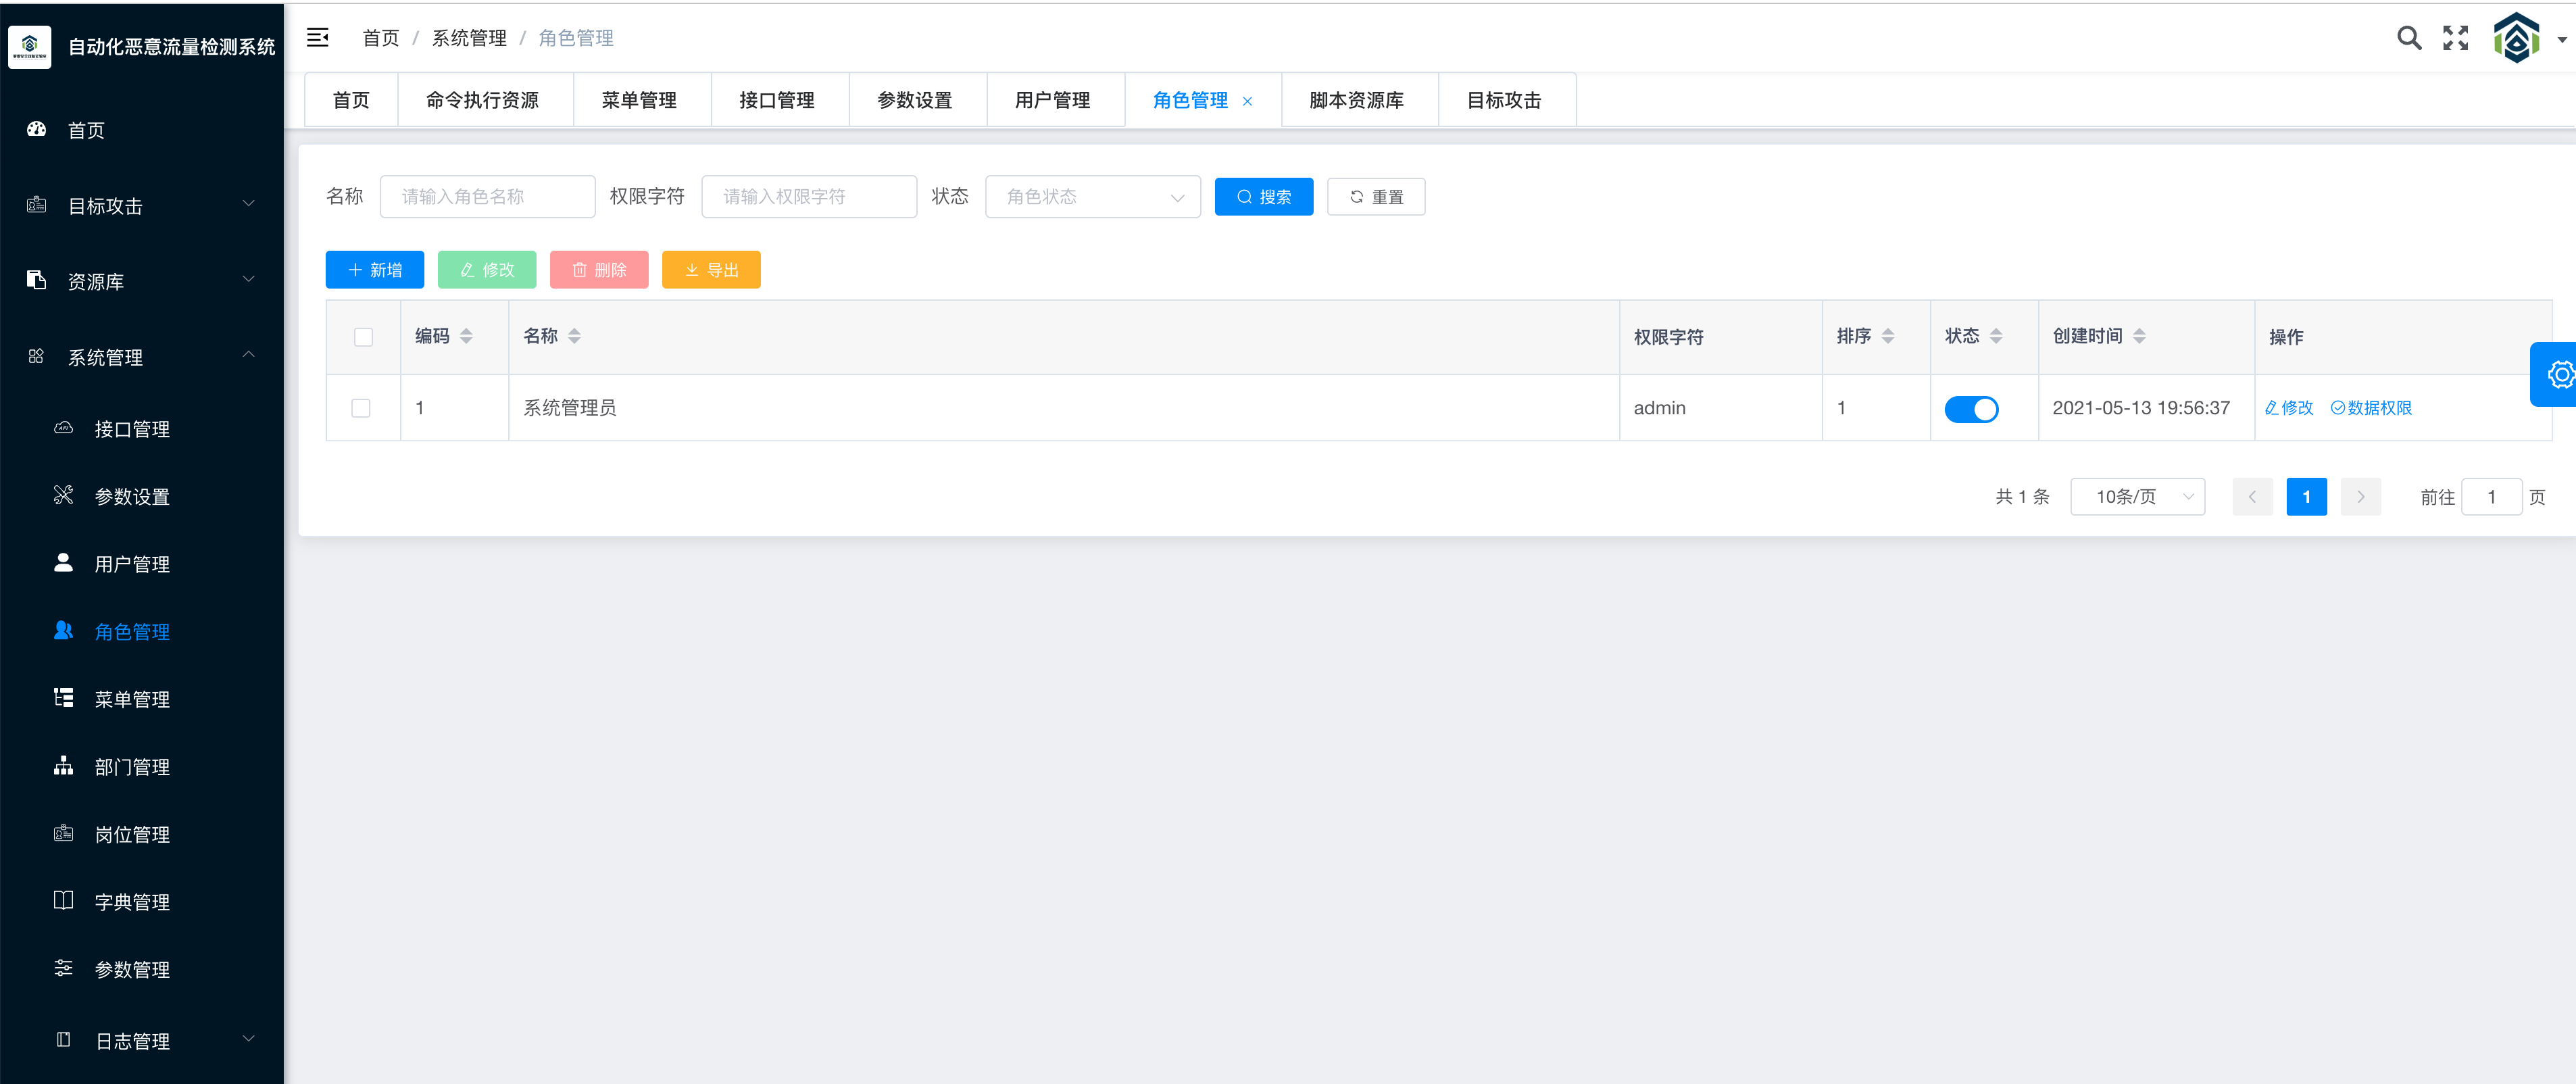 自动化恶意流量检测系统
首页
目标攻击
资源库
系统管理
接口管理
参数设置
用户管理
角色管理
菜单管理
部门管理
岗位管理
字典管理
参数管理
日志管理
首页 / 系统管理 / 角色管理
首页 命令执行资源 菜单管理 接口管理 参数设置 用户管理 角色管理 × 脚本资源库 目标攻击
名称 请输入角色名称 权限字符 请输入权限字符 状态 角色状态 搜索 重置
新增 修改 删除 导出
编码 名称 权限字符 排序 状态 创建时间 操作
1 系统管理员 admin 1 2021-05-13 19:56:37 修改 数据权限
共 1 条 10条/页 1 前往 1 页